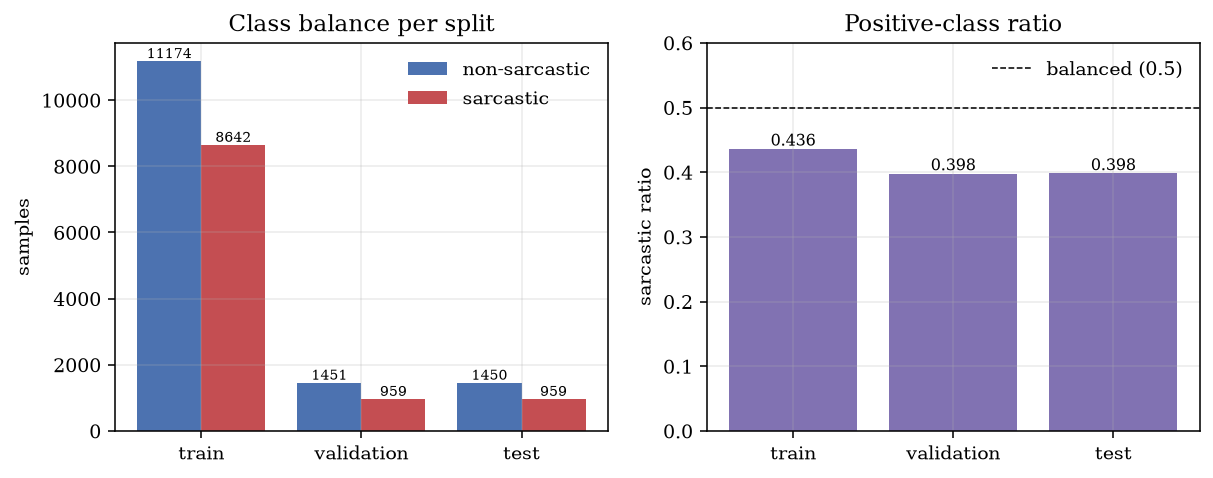 Class balance per split
samples
10000
8000
6000
4000
2000
0
11174
8642
1451
959
1450
959
non-sarcastic
sarcastic
train
validation
test
Positive-class ratio
sarcastic ratio
0.6
0.5
0.4
0.3
0.2
0.1
0.0
balanced (0.5)
0.436
0.398
0.398
train
validation
test